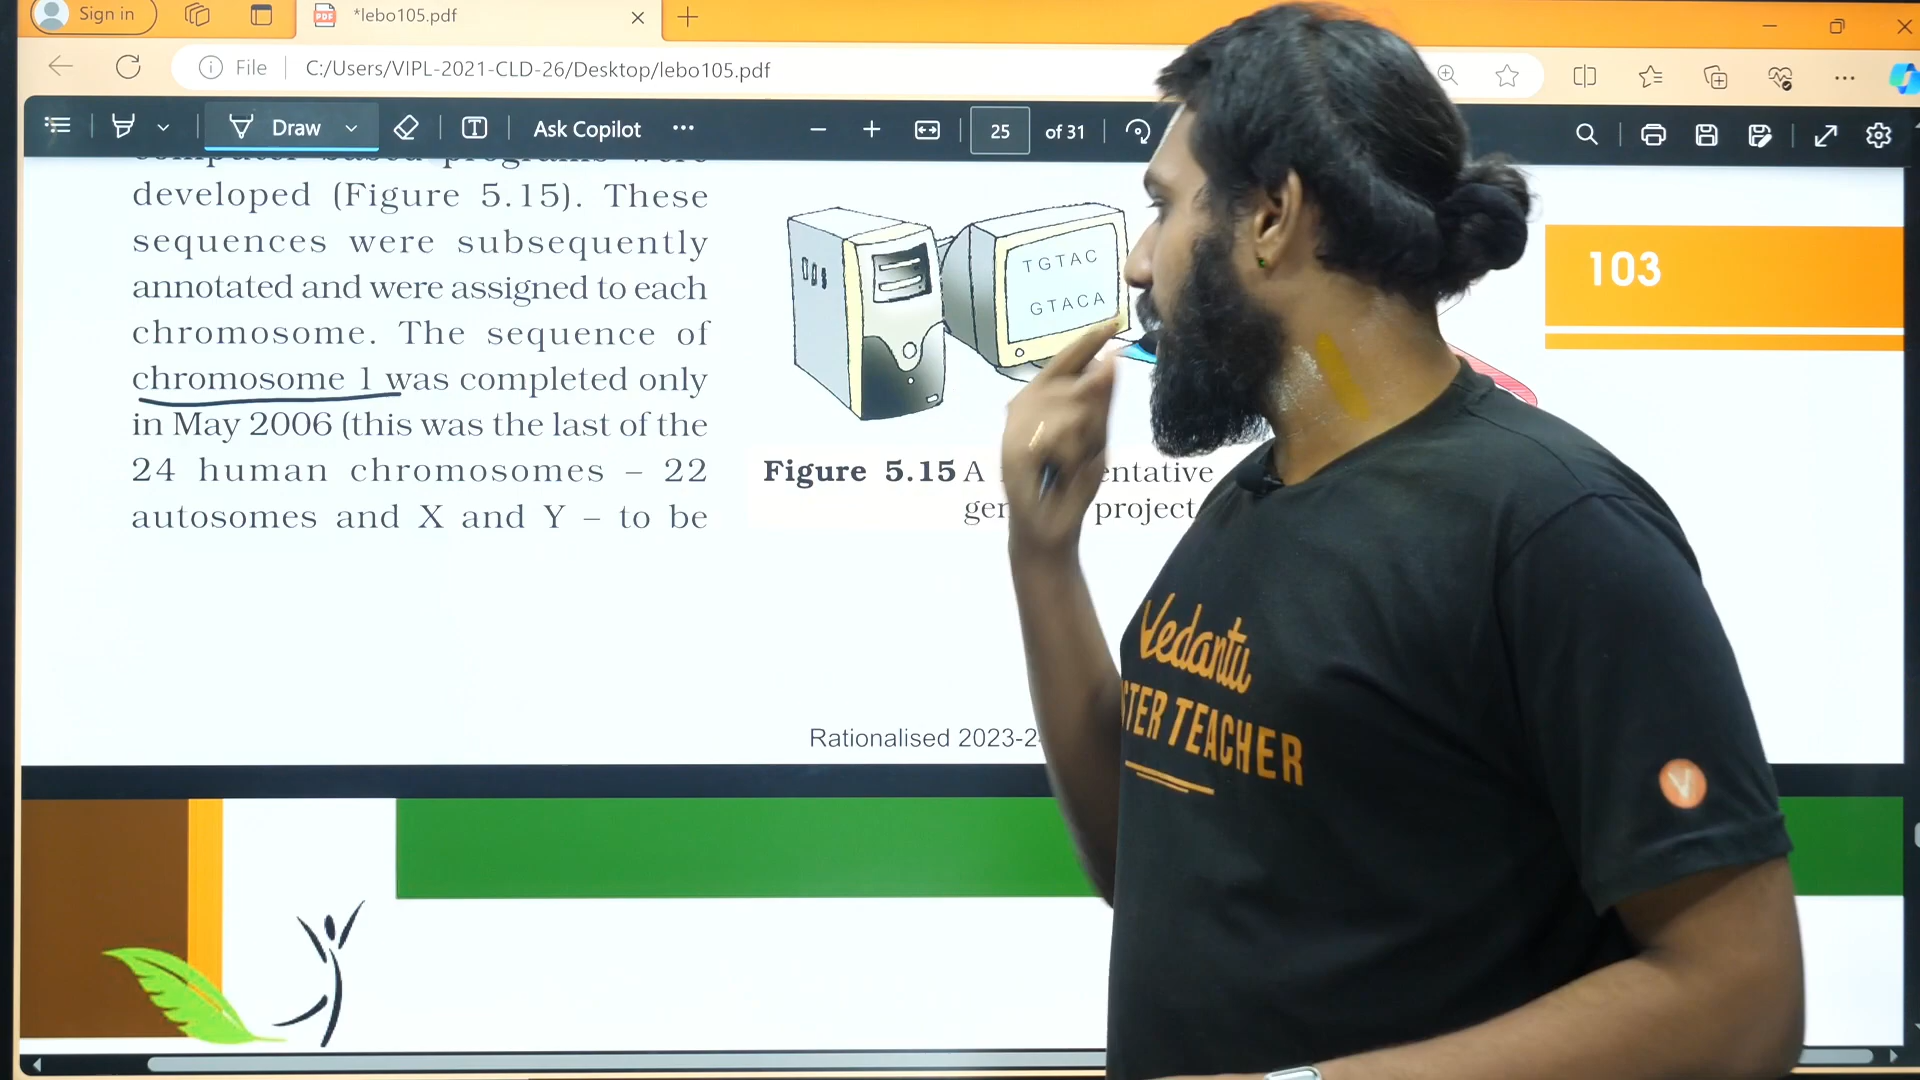 Sign in
*lebo105.pdf
File
C:/Users/VIPL-2021-CLD-26/Desktop/lebo105.pdf
Draw
Ask Copilot
25 of 31
developed (Figure 5.15). These
sequences were subsequently
annotated and were assigned to each
chromosome. The sequence of
chromosome 1 was completed only
in May 2006 (this was the last of the
24 human chromosomes – 22
autosomes and X and Y – to be
TGTAC
GTACA
Figure 5.15 A
project
103
Rationalised 2023-2
Vedantu
TEACHER
V